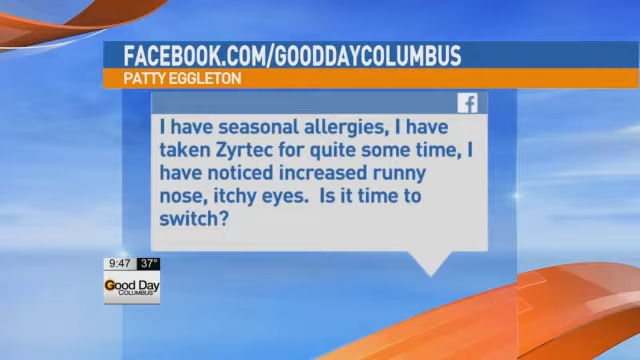 FACEBOOK.COM/GOODDAYCOLUMBUS
PATTY EGGLETON
f
I have seasonal allergies, I have
taken Zyrtec for quite some time, I
have noticed increased runny
nose, itchy eyes.  Is it time to
switch?
9:47 37°
Good Day
COLUMBUS